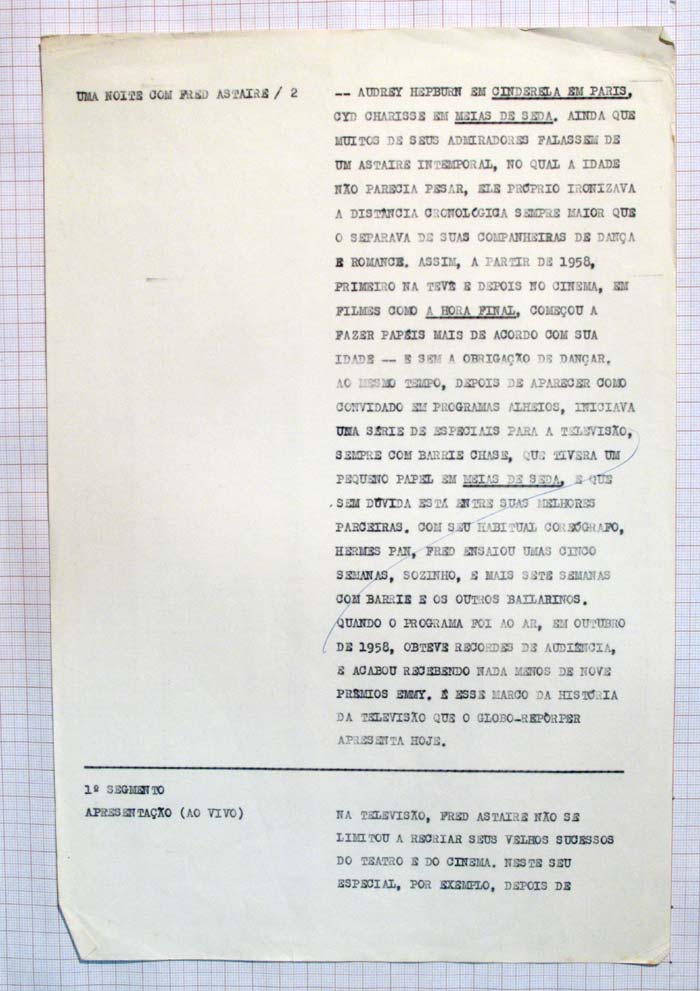 UMA NOITE COM FRED ASTAIRE / 2
-- AUDREY HEPBURN EM CINDERELA EM PARIS,
CYD CHARISSE EM MEIAS DE SEDA. AINDA QUE
MUITOS DE SEUS ADMIRADORES FALASSEM DE
UM ASTAIRE INTEMPORAL, NO QUAL A IDADE
NÃO PARECIA PESAR, ELE PRÓPRIO IRONIZAVA
A DISTÂNCIA CRONOLÓGICA SEMPRE MAIOR QUE
O SEPARAVA DE SUAS COMPANHEIRAS DE DANÇA
E ROMANCE. ASSIM, A PARTIR DE 1958,
PRIMEIRO NA TEVÊ E DEPOIS NO CINEMA, EM
FILMES COMO A HORA FINAL, COMEÇOU A
FAZER PAPÉIS MAIS DE ACORDO COM SUA
IDADE -- E SEM A OBRIGAÇÃO DE DANÇAR.
AO MESMO TEMPO, DEPOIS DE APARECER COMO
CONVIDADO EM PROGRAMAS ALHEIOS, INICIAVA
UMA SÉRIE DE ESPECIAIS PARA A TELEVISÃO,
SEMPRE COM BARRIE CHASE, QUE TIVERA UM
PEQUENO PAPEL EM MEIAS DE SEDA, E QUE
SEM DÚVIDA ESTÁ ENTRE SUAS MELHORES
PARCEIRAS. COM SEU HABITUAL COREÓGRAFO,
HERMES PAN, FRED ENSAIOU UMAS CINCO
SEMANAS, SOZINHO, E MAIS SETE SEMANAS
COM BARRIE E OS OUTROS BAILARINOS.
QUANDO O PROGRAMA FOI AO AR, EM OUTUBRO
DE 1958, OBTEVE RECORDES DE AUDIÊNCIA,
E ACABOU RECEBENDO NADA MENOS DE NOVE
PRÊMIOS EMMY. É ESSE MARCO DA HISTÓRIA
DA TELEVISÃO QUE O GLOBO-REPÓRPER
APRESENTA HOJE.
1º SEGMENTO
APRESENTAÇÃO (AO VIVO)
NA TELEVISÃO, FRED ASTAIRE NÃO SE
LIMITOU A RECRIAR SEUS VELHOS SUCESSOS
DO TEATRO E DO CINEMA. NESTE SEU
ESPECIAL, POR EXEMPLO, DEPOIS DE